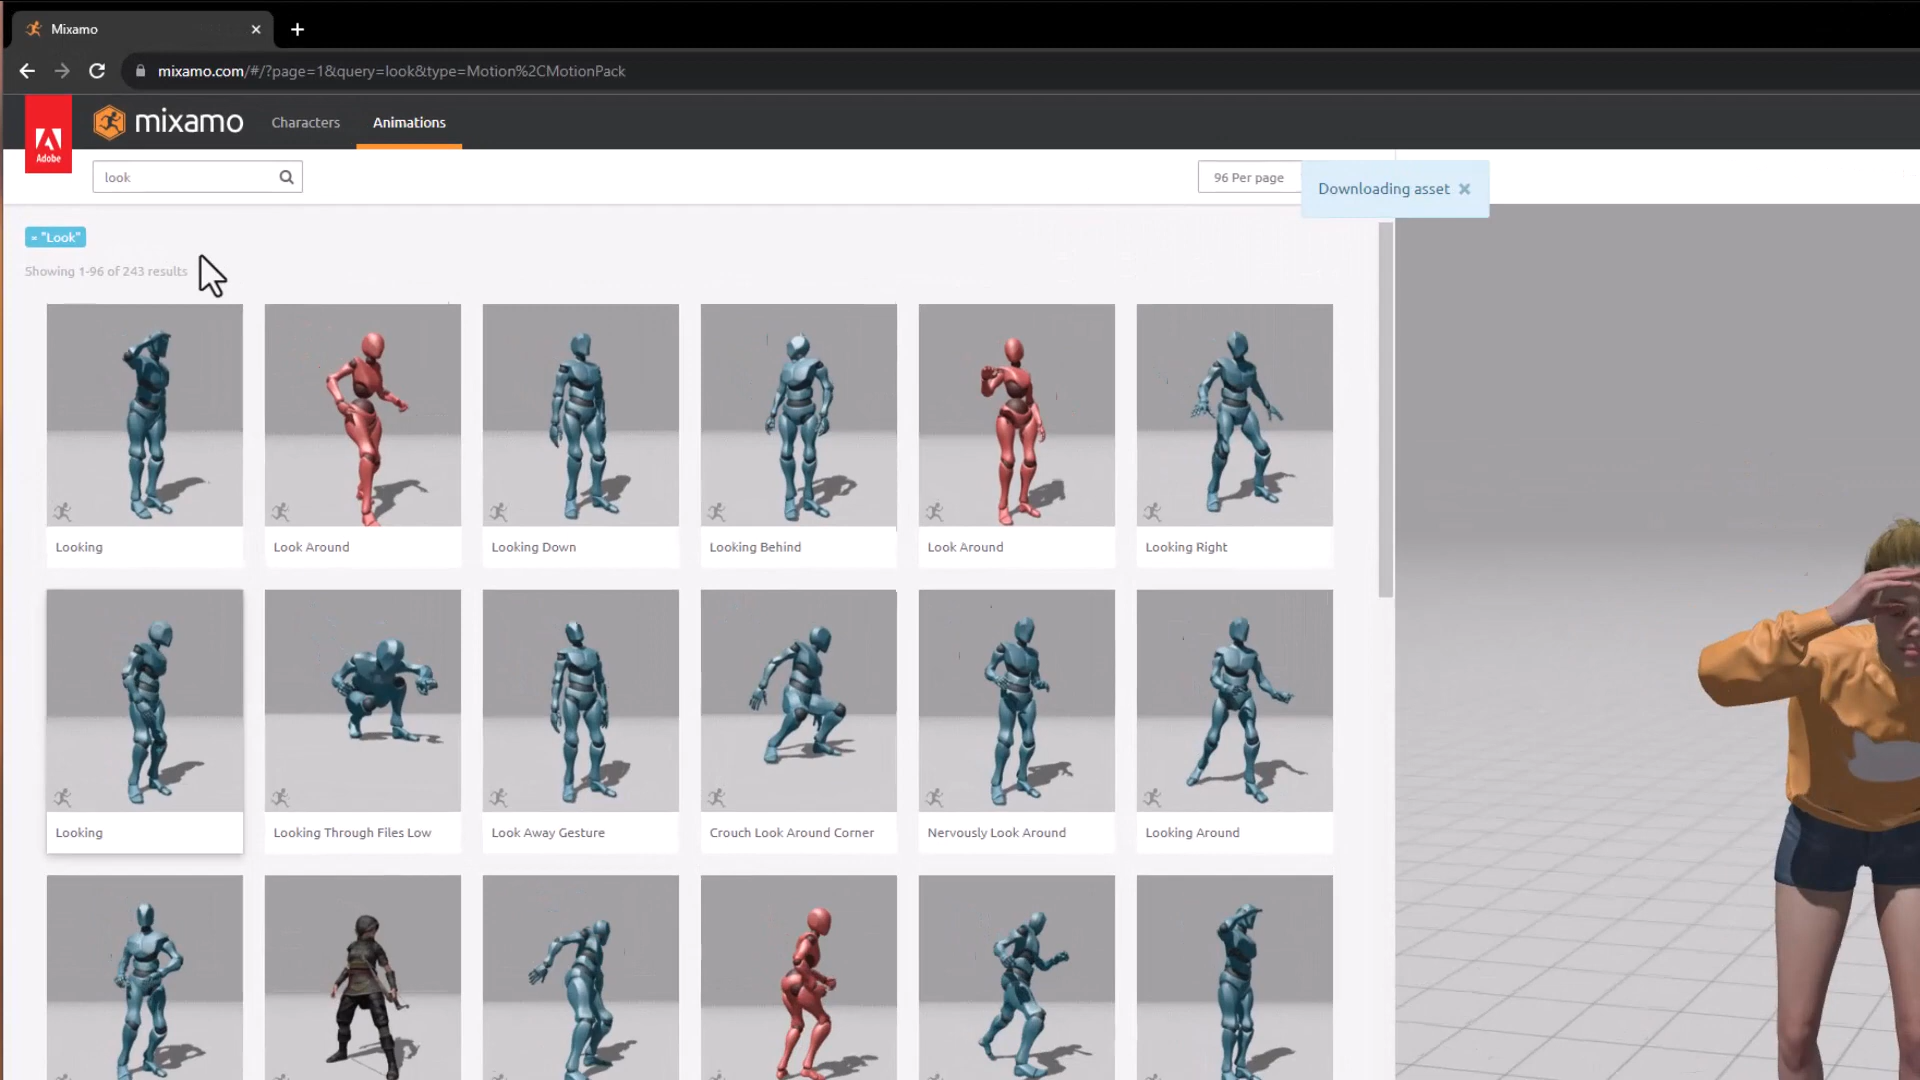 Mixamo
mixamo.com/#/?page=1&query=look&type=Motion%2CMotionPack
Adobe
mixamo
Characters
Animations
look
96 Per page
Downloading asset
= "Look"
Showing 1-96 of 243 results
Looking
Look Around
Looking Down
Looking Behind
Look Around
Looking Right
Looking
Looking Through Files Low
Look Away Gesture
Crouch Look Around Corner
Nervously Look Around
Looking Around